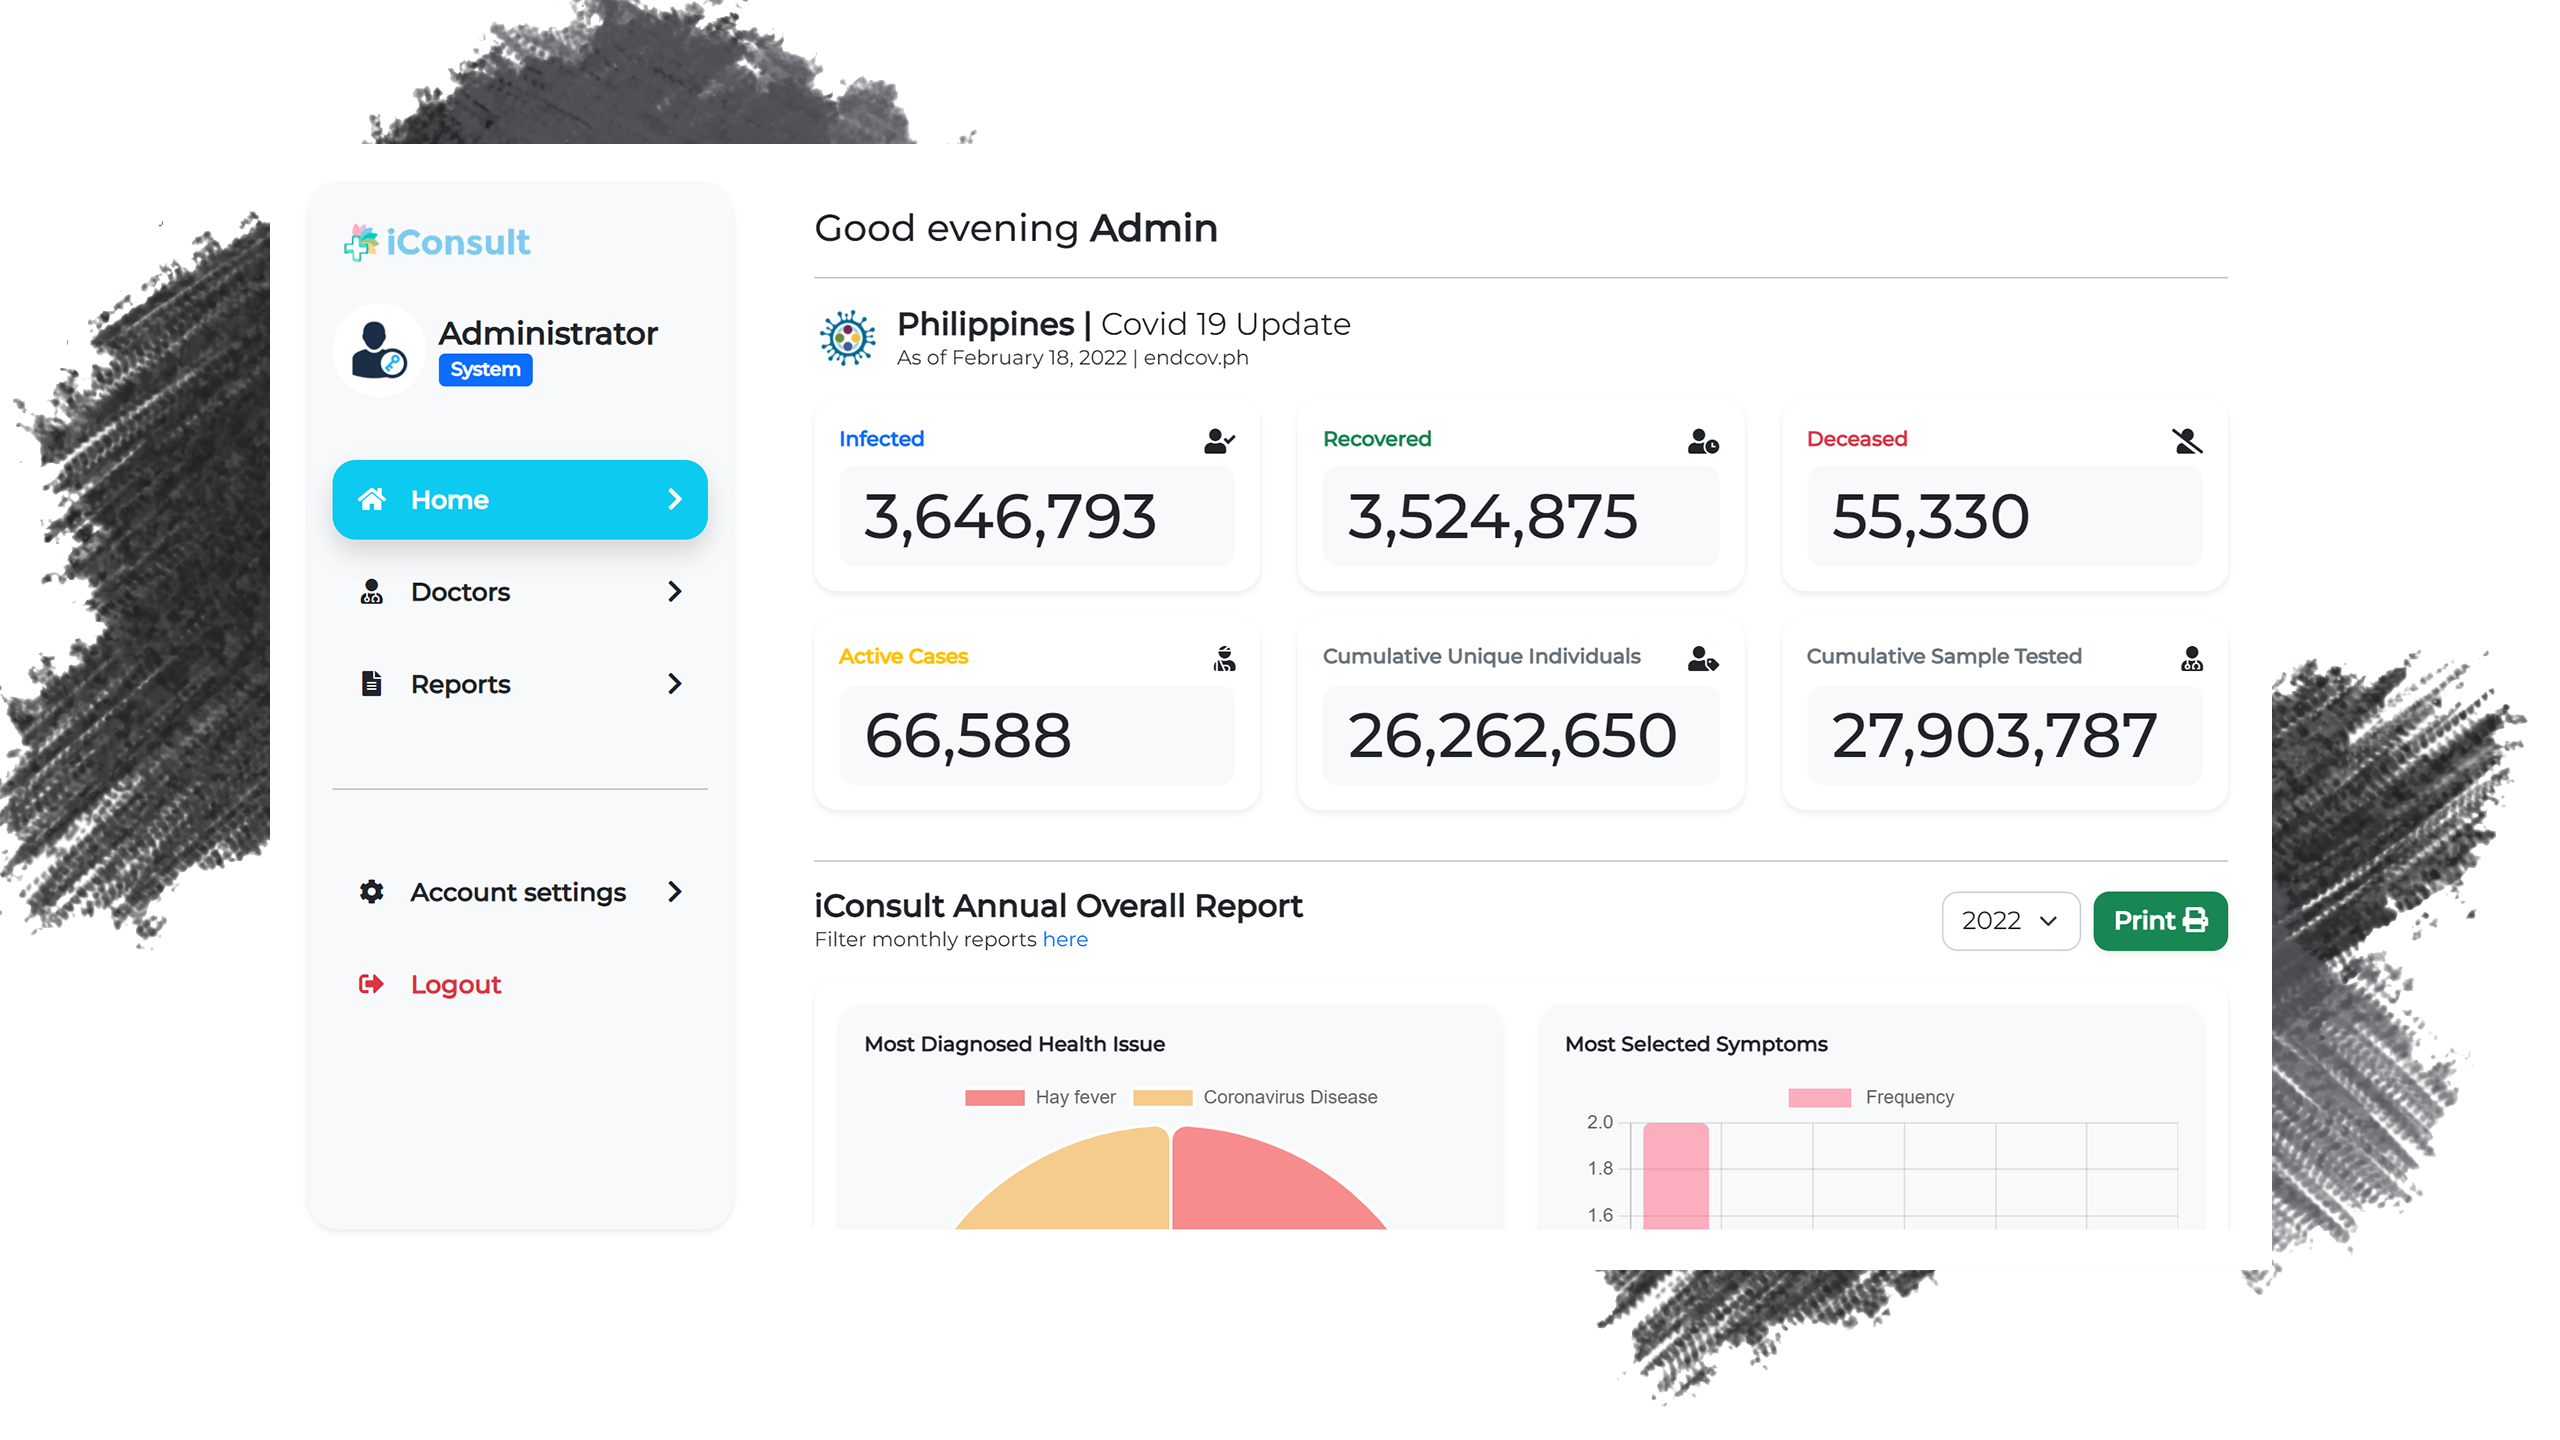 iConsult
Administrator
System
Home
Doctors
Reports
Account settings
Logout
Good evening Admin
Philippines | Covid 19 Update
As of February 18, 2022 | endcov.ph
Infected
3,646,793
Recovered
3,524,875
Deceased
55,330
Active Cases
66,588
Cumulative Unique Individuals
26,262,650
Cumulative Sample Tested
27,903,787
iConsult Annual Overall Report
Filter monthly reports here
2022
Print
Most Diagnosed Health Issue
Hay fever Coronavirus Disease
Most Selected Symptoms
Frequency
2.0
1.8
1.6